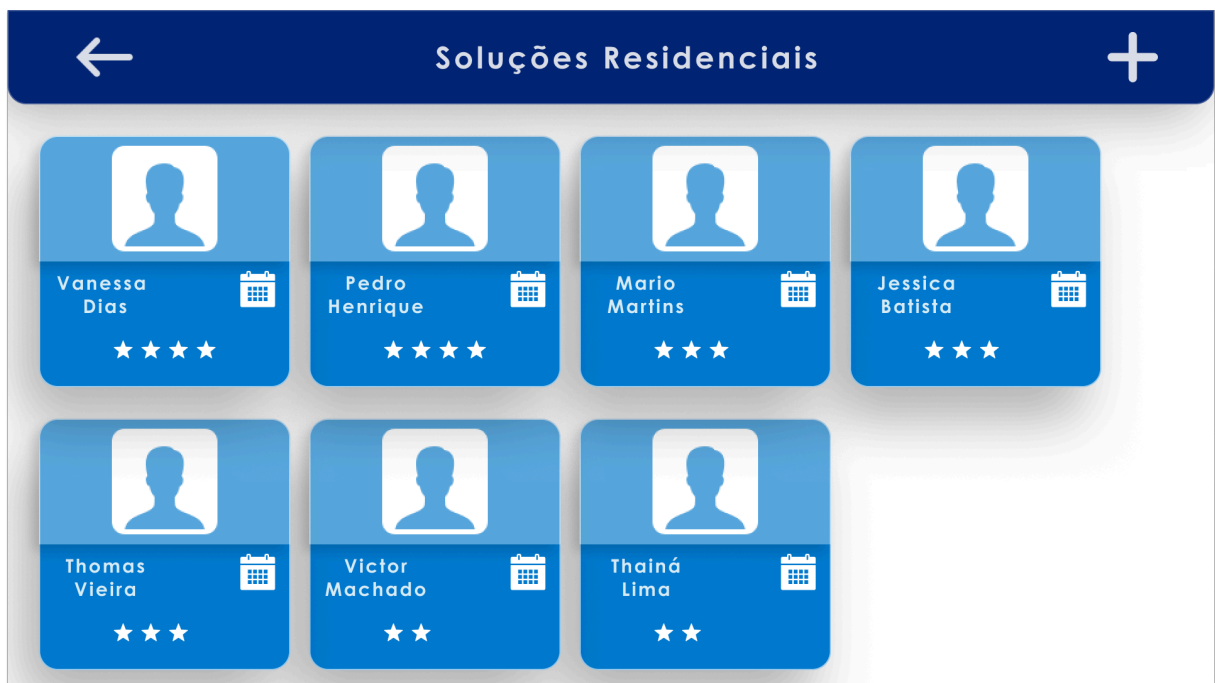 Soluções Residenciais
Vanessa
Dias
Pedro
Henrique
Mario
Martins
Jessica
Batista
Thomas
Vieira
Victor
Machado
Thainá
Lima